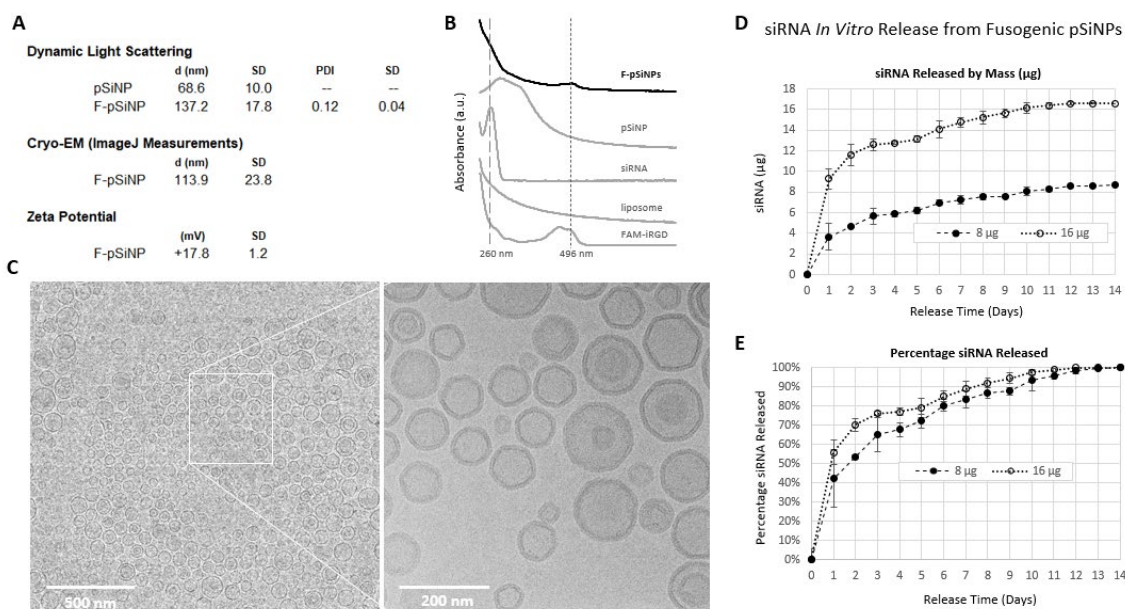 A
Dynamic Light Scattering
d (nm) SD PDI SD
pSiNP 68.6 10.0 -- --
F-pSiNP 137.2 17.8 0.12 0.04
Cryo-EM (ImageJ Measurements)
d (nm) SD
F-pSiNP 113.9 23.8
Zeta Potential
(mV) SD
F-pSiNP +17.8 1.2
B
Absorbance (a.u.)
F-pSiNPs
pSiNP
siRNA
liposome
FAM-iRGD
260 nm 496 nm
C
500 nm
200 nm
D
siRNA In Vitro Release from Fusogenic pSiNPs
siRNA Released by Mass (µg)
siRNA (µg)
18
16
14
12
10
8
6
4
2
0
8 µg 16 µg
0 1 2 3 4 5 6 7 8 9 10 11 12 13 14
Release Time (Days)
E
Percentage siRNA Released
Percentage siRNA Released
100%
90%
80%
70%
60%
50%
40%
30%
20%
10%
0%
8 µg 16 µg
0 1 2 3 4 5 6 7 8 9 10 11 12 13 14
Release Time (Days)